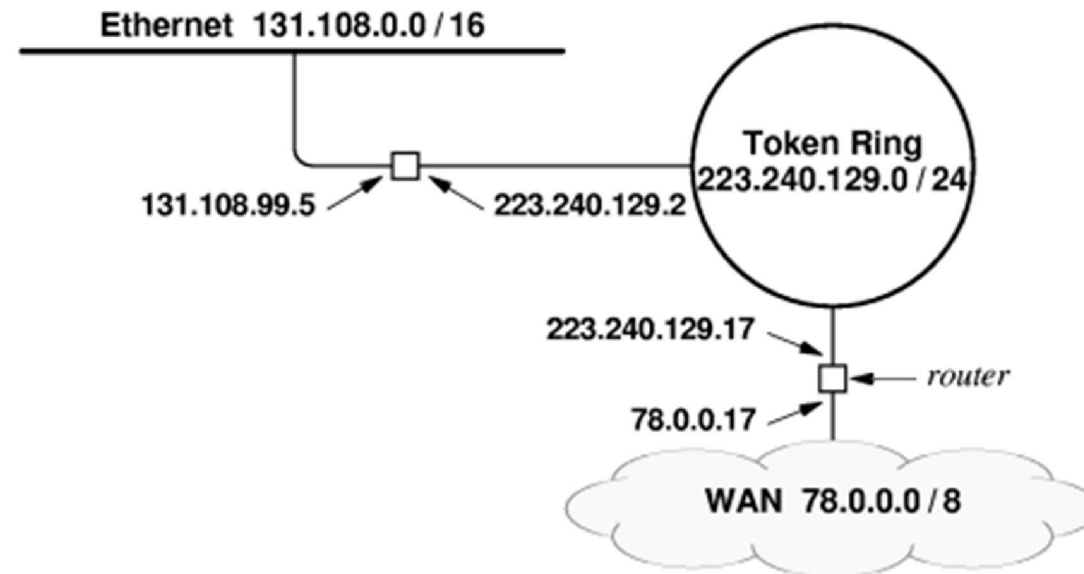 Ethernet 131.108.0.0 / 16
Token Ring
223.240.129.0 / 24
131.108.99.5
223.240.129.2
223.240.129.17
router
78.0.0.17
WAN 78.0.0.0 / 8